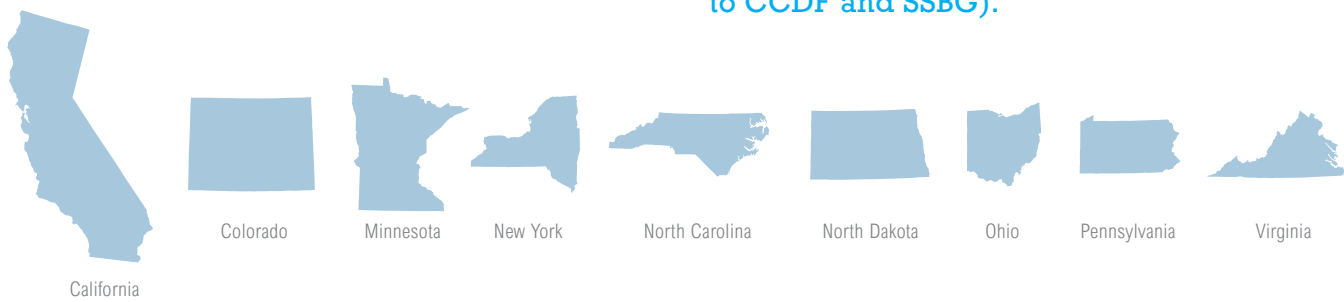 to CCDF and SSBG).
Colorado
Minnesota
New York
North Carolina
North Dakota
Ohio
Pennsylvania
Virginia
California